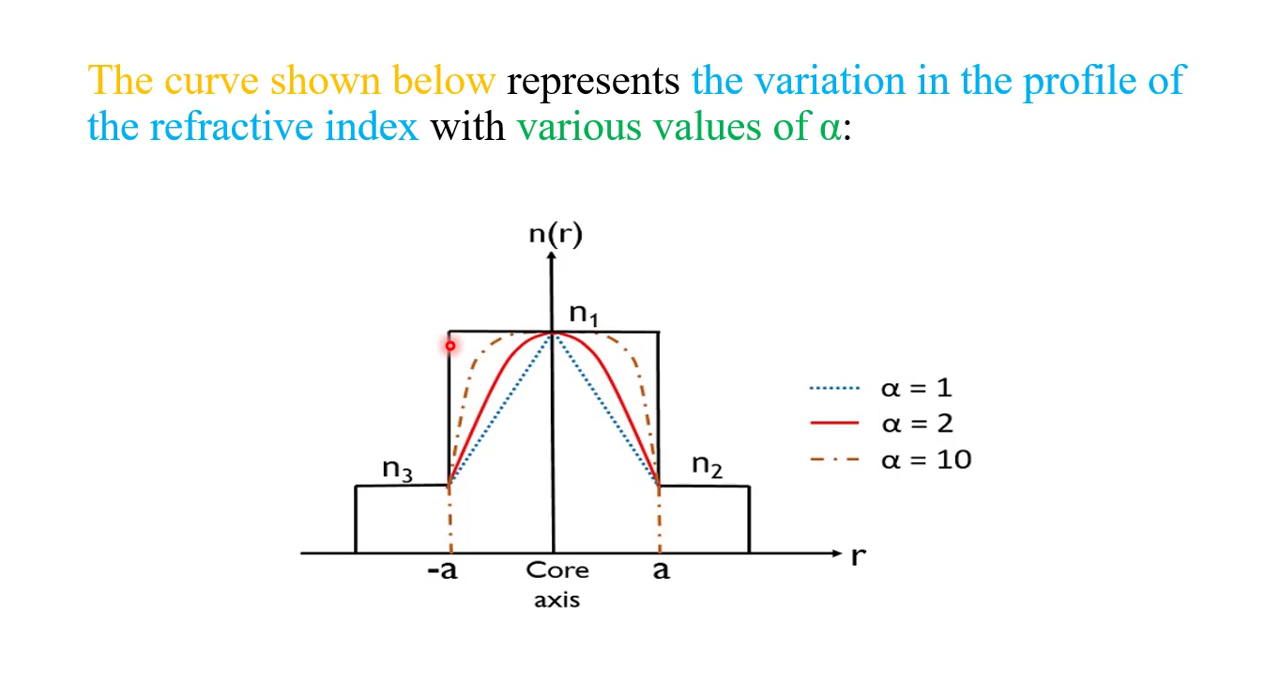 The curve shown below represents the variation in the profile of
the refractive index with various values of α:
n(r)
n₁
α = 1
α = 2
α = 10
n₃
n₂
r
-a
Core
axis
a